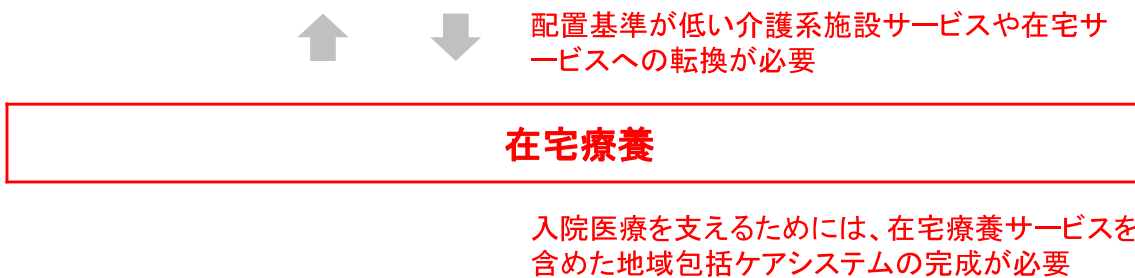 配置基準が低い介護系施設サービスや在宅サ
ービスへの転換が必要
在宅療養
入院医療を支えるためには、在宅療養サービスを
含めた地域包括ケアシステムの完成が必要